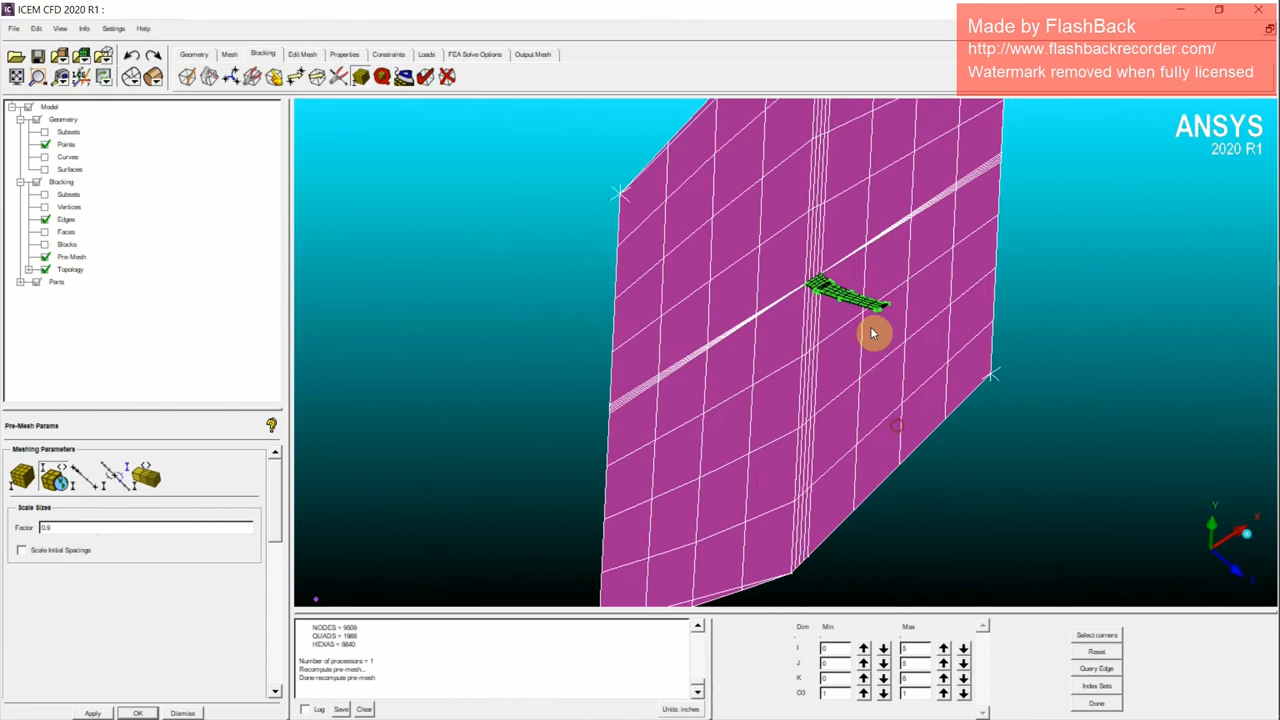 ICEM CFD 2020 R1 :
File Edit View Info Settings Help
Made by FlashBack
http://www.flashbackrecorder.com/
Watermark removed when fully licensed
Geometry Mesh Blocking Edit Mesh Properties Constraints Loads FEA Solve Options Output Mesh
LCS
Model
Geometry
Subsets
Points
Curves
Surfaces
Blocking
Subsets
Vertices
Edges
Faces
Blocks
Pre-Mesh
Topology
Parts
ANSYS
2020 R1
Pre-Mesh Params
Meshing Parameters
Scale Sizes
Factor 0.9
Scale Initial Spacings
Apply OK Dismiss
Y
X
Z
NODES = 9509
QUADS = 1968
HEXAS = 8640
Number of processors = 1
Recompute pre-mesh...
Done recompute pre-mesh
Log Save Clear
Units: inches
Dim Min Max
I 0 5
J 0 5
K 0 6
O3 1 1
Select corners
Reset
Query Edge
Index Sets
Done